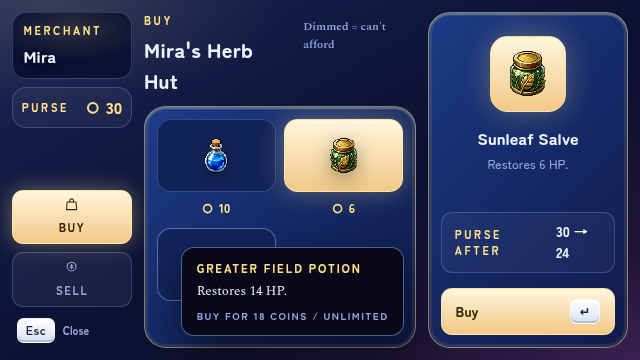 MERCHANT
Mira
PURSE 30
BUY
SELL
Esc Close
BUY
Mira's Herb
Hut
Dimmed = can't
afford
10
6
GREATER FIELD POTION
Restores 14 HP.
BUY FOR 18 COINS / UNLIMITED
Sunleaf Salve
Restores 6 HP.
PURSE
AFTER
30 →
24
Buy ↵